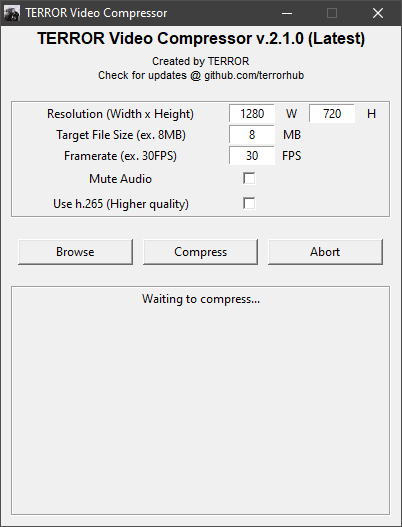 TERROR Video Compressor
TERROR Video Compressor v.2.1.0 (Latest)
Created by TERROR
Check for updates @ github.com/terrorhub
Resolution (Width x Height) 1280 W 720 H
Target File Size (ex. 8MB) 8 MB
Framerate (ex. 30FPS) 30 FPS
Mute Audio
Use h.265 (Higher quality)
Browse Compress Abort
Waiting to compress...